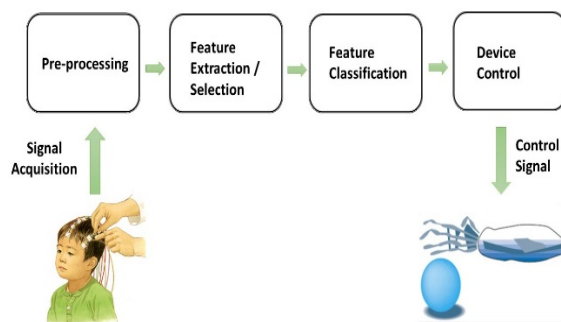 Pre-processing
Feature
Extraction /
Selection
Feature
Classification
Device
Control
Signal
Acquisition
Control
Signal